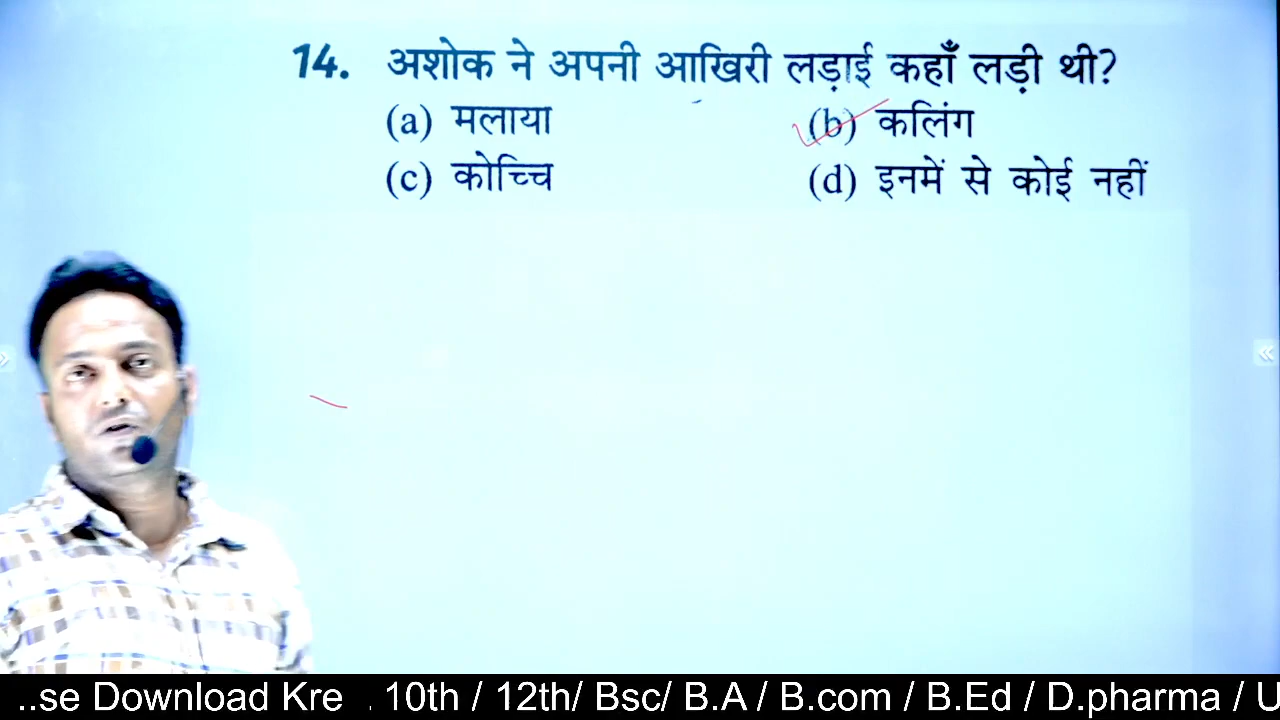 14. अशोक ने अपनी आखिरी लड़ाई कहाँ लड़ी थी?
(a) मलाया (b) कलिंग
(c) कोच्चि (d) इनमें से कोई नहीं
..se Download Kre . 10th / 12th/ Bsc/ B.A / B.com / B.Ed / D.pharma / U